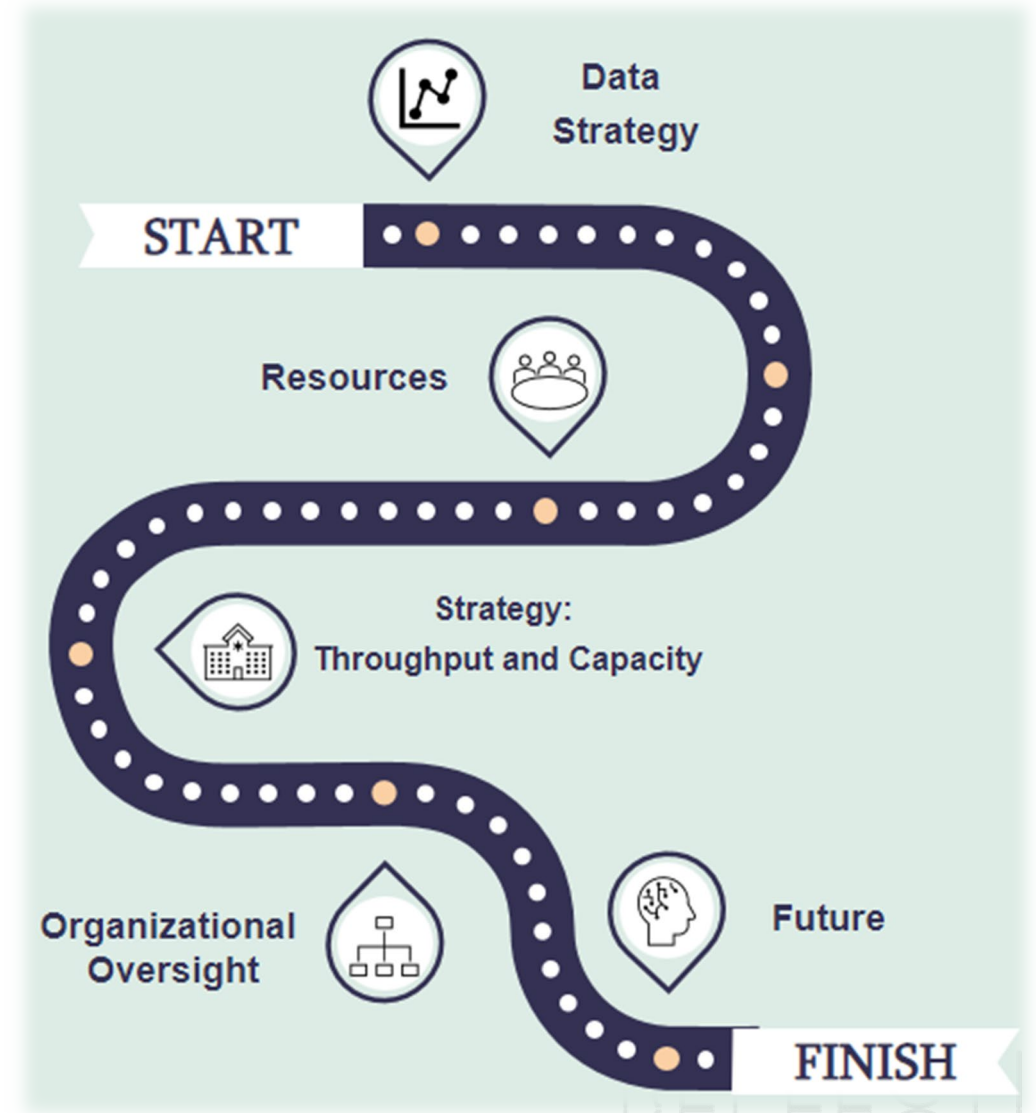 Data
Strategy
START
Resources
Strategy:
Throughput and Capacity
Organizational
Oversight
Future
FINISH